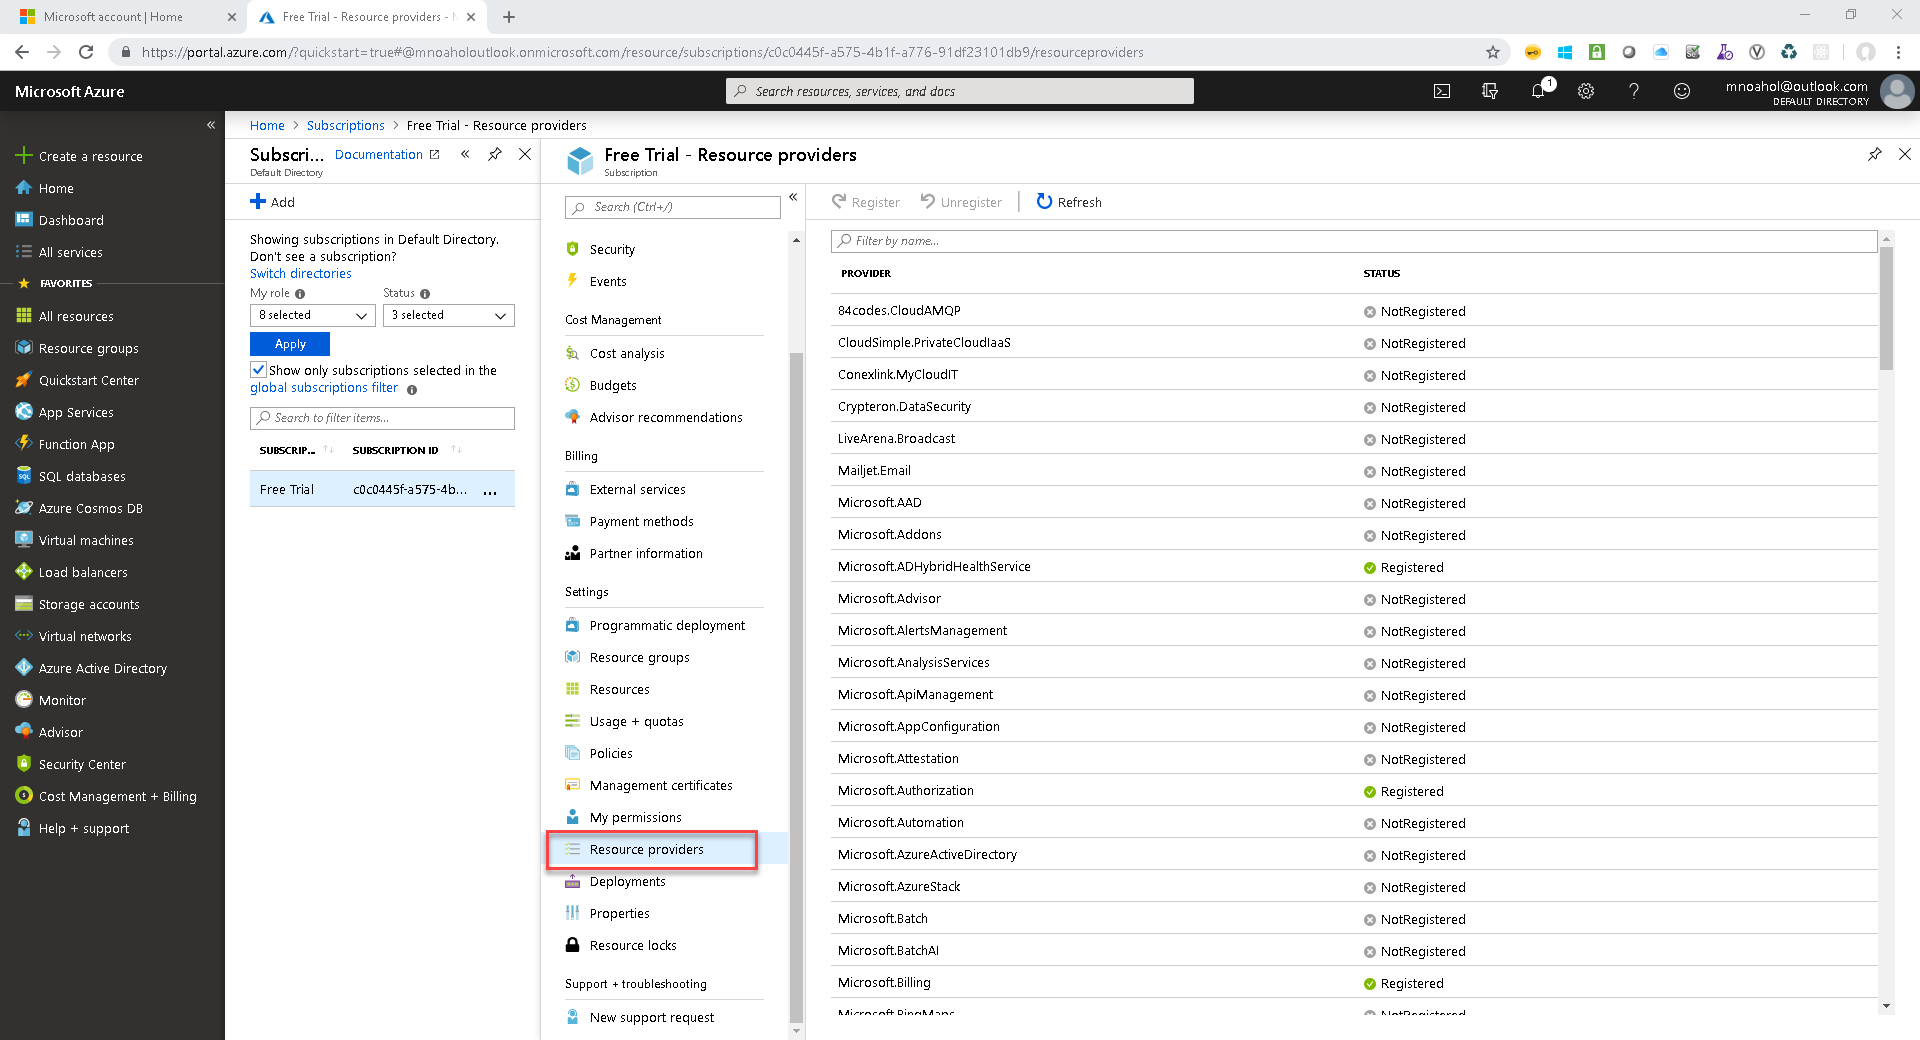 Microsoft account | Home
Free Trial - Resource providers -
https://portal.azure.com/?quickstart=true#@mnoaholoutlook.onmicrosoft.com/resource/subscriptions/c0c0445f-a575-4b1f-a776-91df23101db9/resourceproviders
Microsoft Azure
Search resources, services, and docs
1
mnoahol@outlook.com
DEFAULT DIRECTORY
Create a resource
Home
Dashboard
All services
FAVORITES
All resources
Resource groups
Quickstart Center
App Services
Function App
SQL databases
Azure Cosmos DB
Virtual machines
Load balancers
Storage accounts
Virtual networks
Azure Active Directory
Monitor
Advisor
Security Center
Cost Management + Billing
Help + support
Home > Subscriptions > Free Trial - Resource providers
Subscri... Documentation
Default Directory
Add
Showing subscriptions in Default Directory.
Don't see a subscription?
Switch directories
My role Status
8 selected 3 selected
Apply
Show only subscriptions selected in the
global subscriptions filter
Search to filter items...
SUBSCRIP... SUBSCRIPTION ID
Free Trial c0c0445f-a575-4b... ...
Free Trial - Resource providers
Subscription
Search (Ctrl+/)
Security
Events
Cost Management
Cost analysis
Budgets
Advisor recommendations
Billing
External services
Payment methods
Partner information
Settings
Programmatic deployment
Resource groups
Resources
Usage + quotas
Policies
Management certificates
My permissions
Resource providers
Deployments
Properties
Resource locks
Support + troubleshooting
New support request
Register Unregister Refresh
Filter by name...
PROVIDER STATUS
84codes.CloudAMQP NotRegistered
CloudSimple.PrivateCloudIaaS NotRegistered
Conexlink.MyCloudIT NotRegistered
Crypteron.DataSecurity NotRegistered
LiveArena.Broadcast NotRegistered
Mailjet.Email NotRegistered
Microsoft.AAD NotRegistered
Microsoft.Addons NotRegistered
Microsoft.ADHybridHealthService Registered
Microsoft.Advisor NotRegistered
Microsoft.AlertsManagement NotRegistered
Microsoft.AnalysisServices NotRegistered
Microsoft.ApiManagement NotRegistered
Microsoft.AppConfiguration NotRegistered
Microsoft.Attestation NotRegistered
Microsoft.Authorization Registered
Microsoft.Automation NotRegistered
Microsoft.AzureActiveDirectory NotRegistered
Microsoft.AzureStack NotRegistered
Microsoft.Batch NotRegistered
Microsoft.BatchAI NotRegistered
Microsoft.Billing Registered
Microsoft.BingMaps NotRegistered